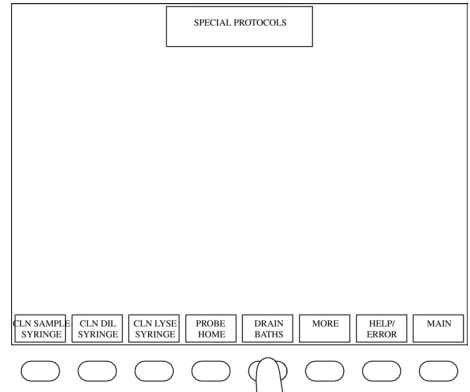 SPECIAL PROTOCOLS
CLN SAMPLE
SYRINGE
CLN DIL
SYRINGE
CLN LYSE
SYRINGE
PROBE
HOME
DRAIN
BATHS
MORE
HELP/
ERROR
MAIN